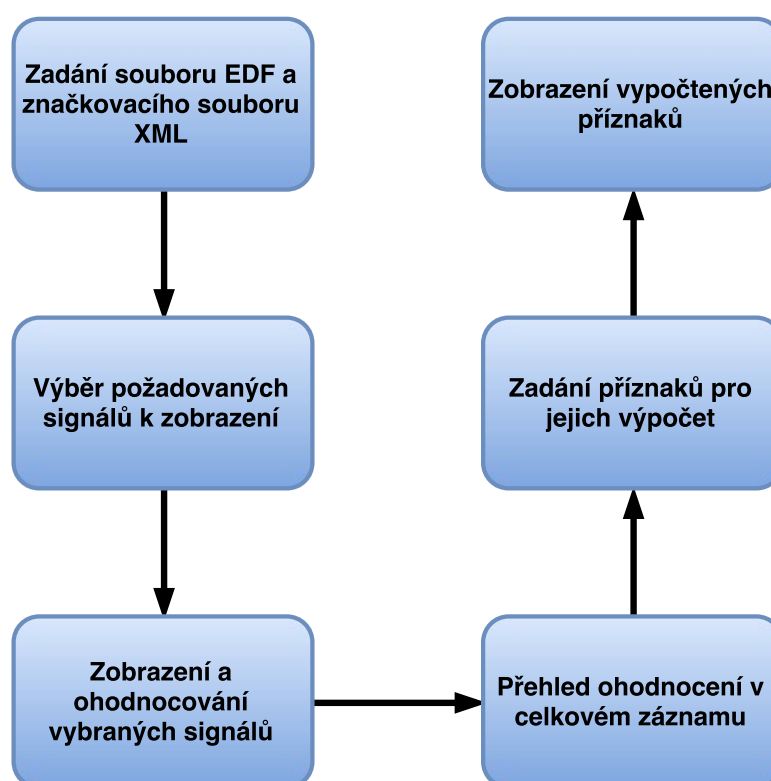 Zadání souboru EDF a
značkovacího souboru
XML
Výběr požadovaných
signálů k zobrazení
Zobrazení a
ohodnocování
vybraných signálů
Přehled ohodnocení v
celkovém záznamu
Zadání příznaků pro
jejich výpočet
Zobrazení vypočtených
příznaků